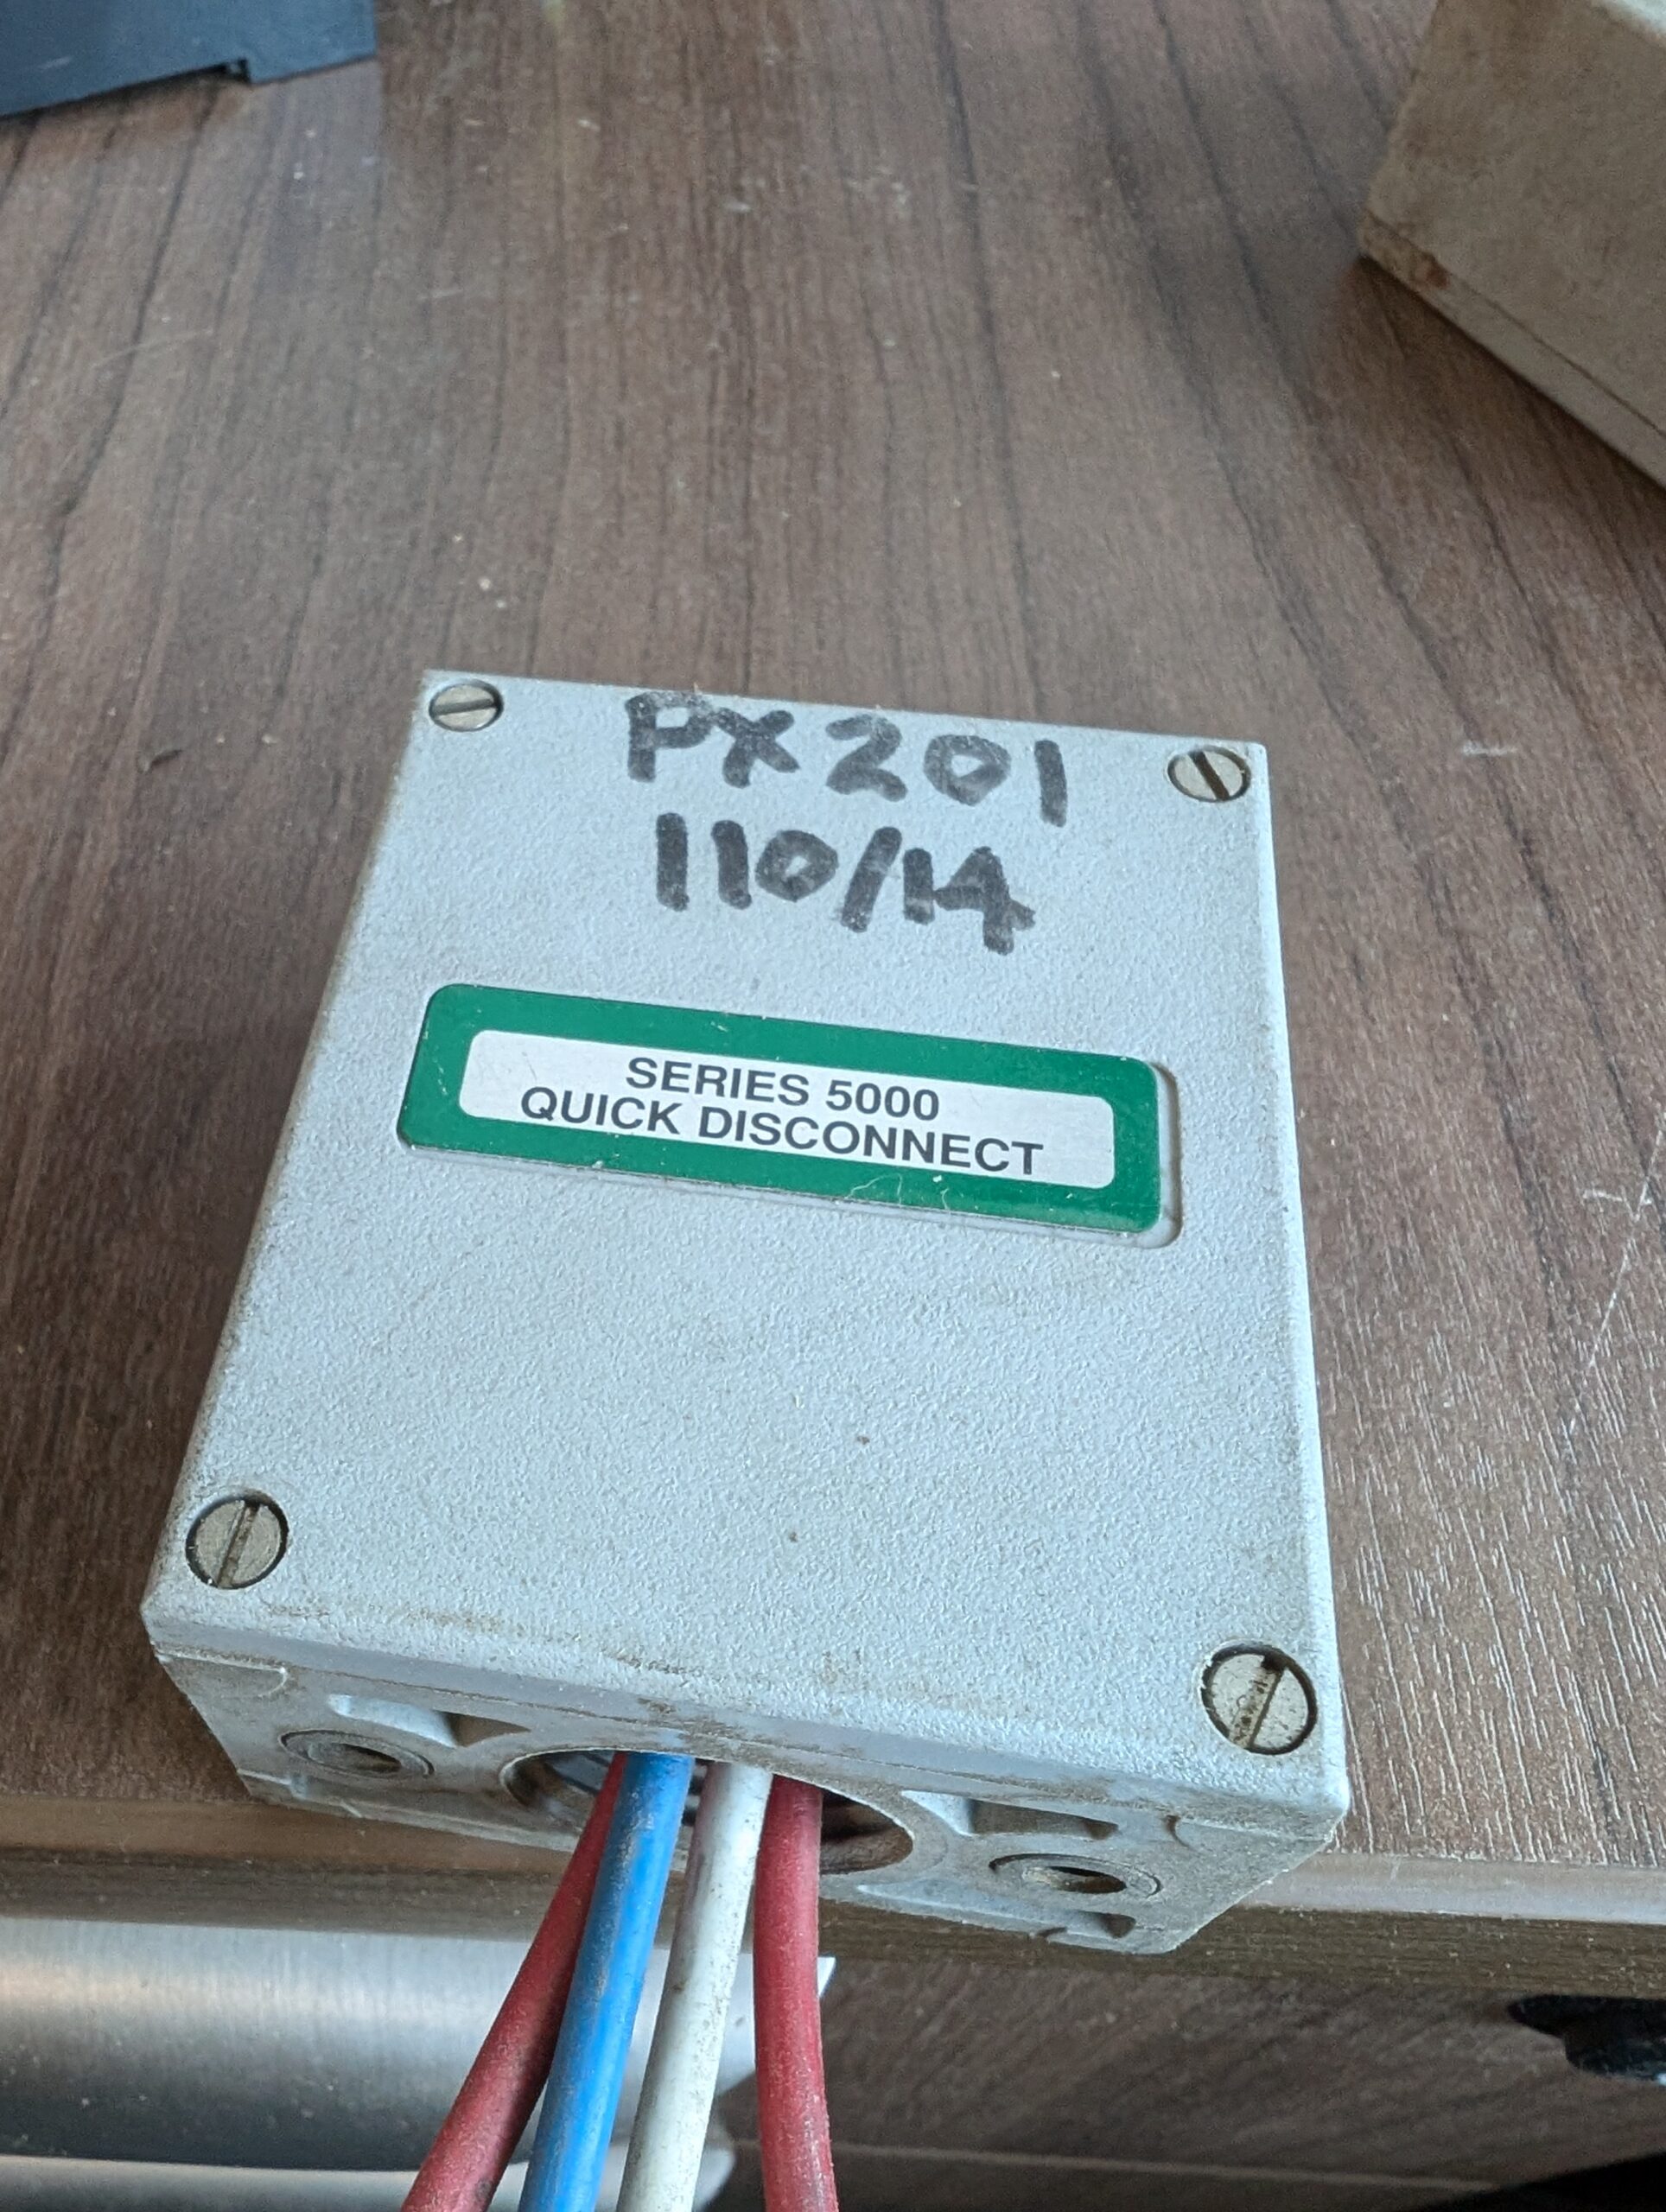 PX201
110/14
SERIES 5000
QUICK DISCONNECT